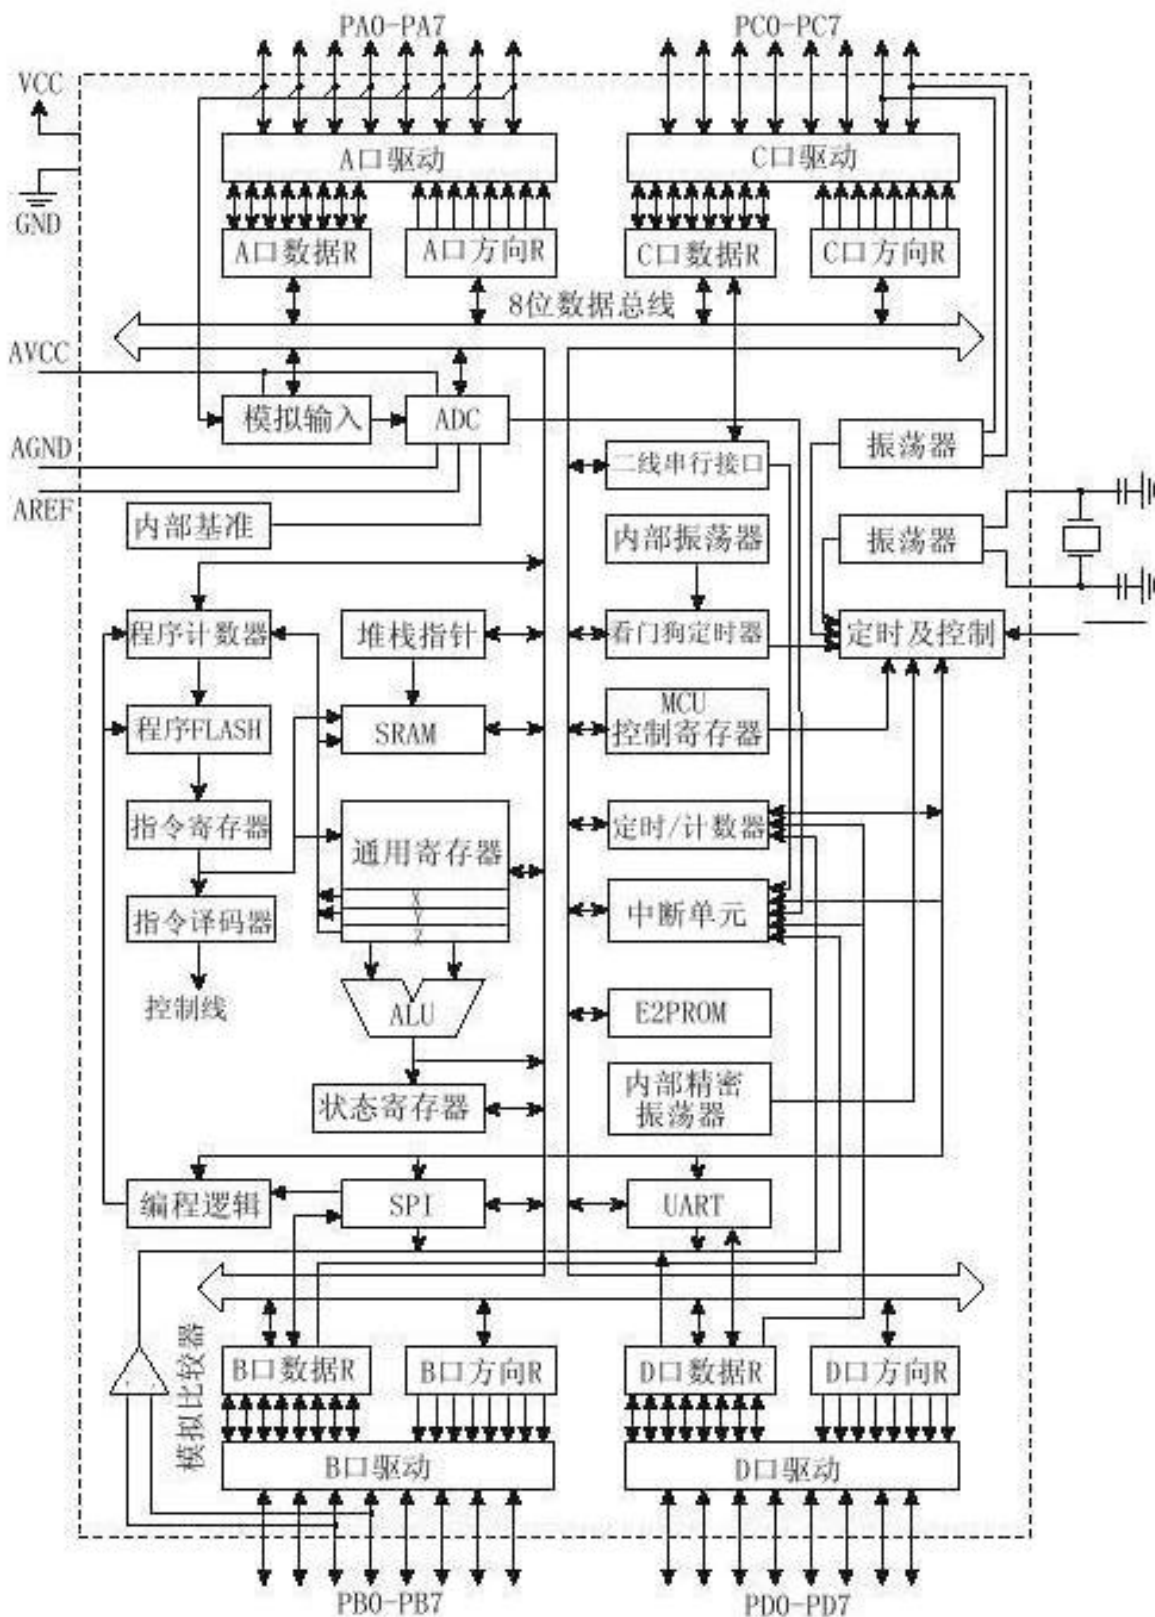 PA0-PA7
PC0-PC7
VCC
A口驱动
C口驱动
GND
A口数据R
A口方向R
C口数据R
C口方向R
8位数据总线
AVCC
模拟输入
ADC
振荡器
AGND
二线串行接口
AREF
内部基准
内部振荡器
振荡器
程序计数器
堆栈指针
看门狗定时器
定时及控制
程序FLASH
SRAM
MCU
控制寄存器
指令寄存器
通用寄存器
定时/计数器
X
Y
Z
指令译码器
中断单元
控制线
ALU
E2PROM
状态寄存器
内部精密
振荡器
编程逻辑
SPI
UART
模拟比较器
B口数据R
B口方向R
D口数据R
D口方向R
B口驱动
D口驱动
PB0-PB7
PD0-PD7